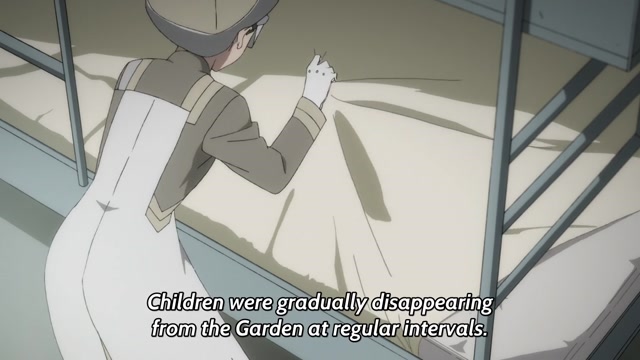 Children were gradually disappearing
from the Garden at regular intervals.